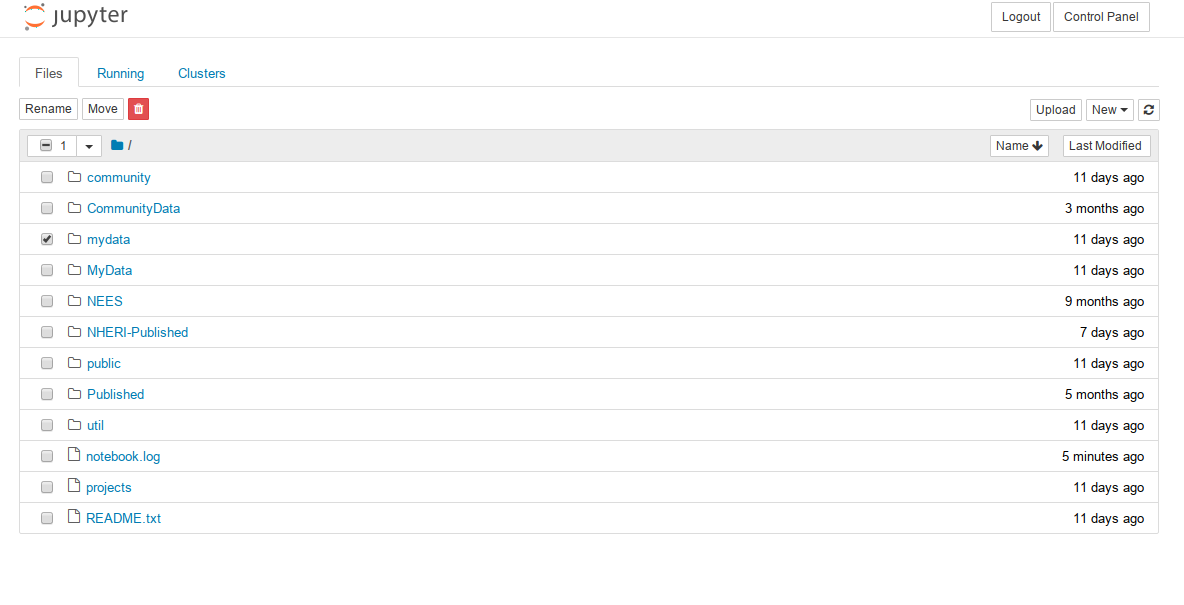 jupyter Logout Control Panel
Files Running Clusters
Rename Move Upload New
1 / Name Last Modified
community 11 days ago
CommunityData 3 months ago
mydata 11 days ago
MyData 11 days ago
NEES 9 months ago
NHERI-Published 7 days ago
public 11 days ago
Published 5 months ago
util 11 days ago
notebook.log 5 minutes ago
projects 11 days ago
README.txt 11 days ago